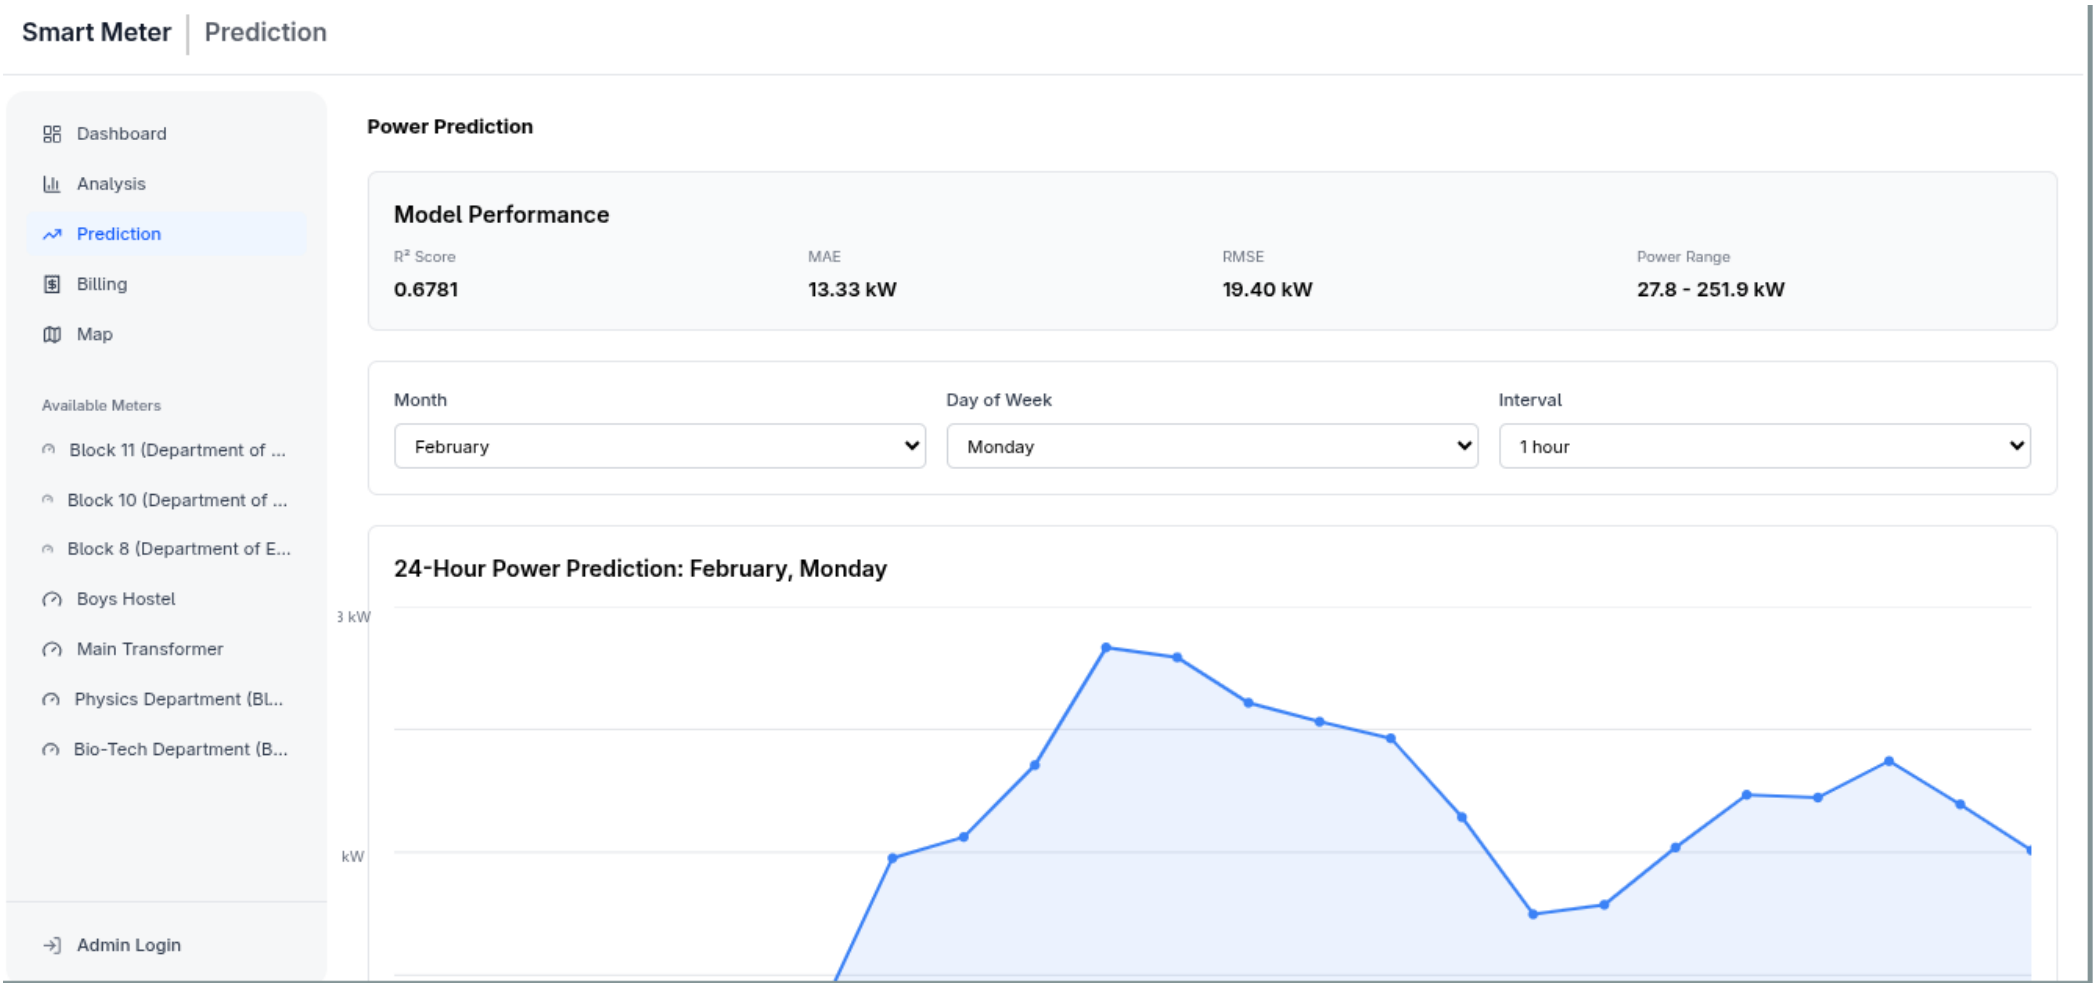 Smart Meter | Prediction
Dashboard
Analysis
Prediction
Billing
Map
Available Meters
Block 11 (Department of ...
Block 10 (Department of ...
Block 8 (Department of E...
Boys Hostel
Main Transformer
Physics Department (Bl...
Bio-Tech Department (B...
Admin Login
Power Prediction
Model Performance
R² Score
0.6781
MAE
13.33 kW
RMSE
19.40 kW
Power Range
27.8 - 251.9 kW
Month
February
Day of Week
Monday
Interval
1 hour
24-Hour Power Prediction: February, Monday
3 kW
kW